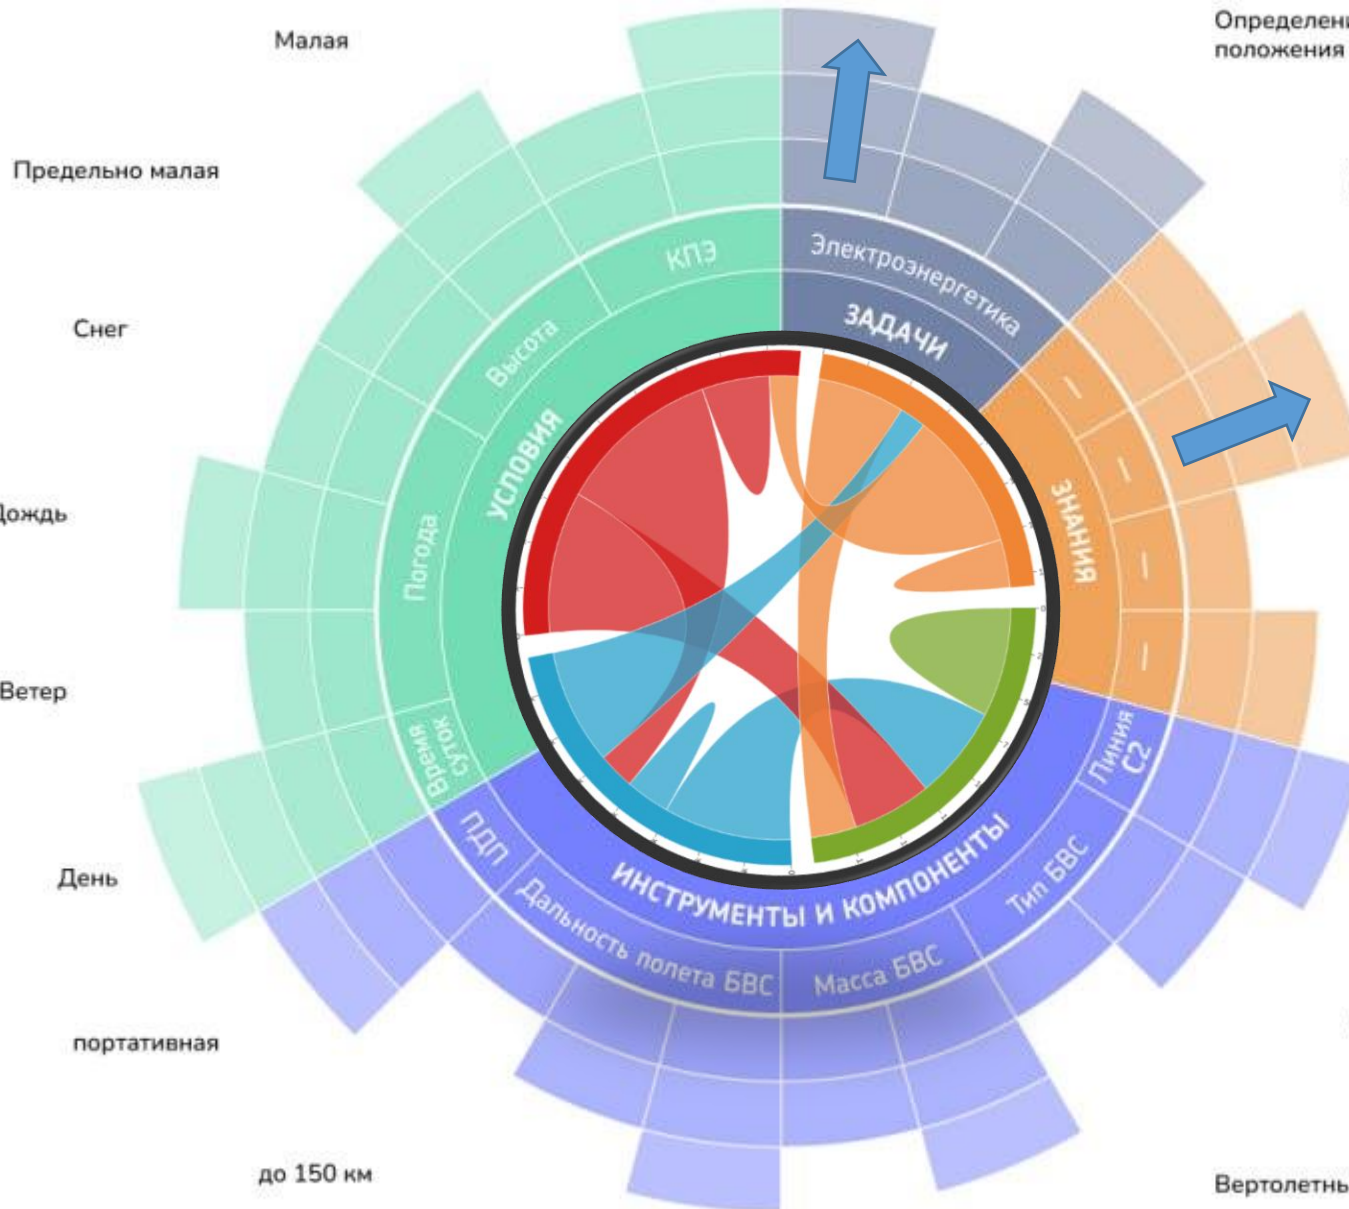 Определени
положения
Малая
Предельно малая
КПЭ
Электроэнергетика
ЗАДАЧИ
Снег
Высота
УСЛОВИЯ
ЗНАНИЯ
Дождь
Погода
Ветер
Время
суток
Линия
С2
День
ПДП
ИНСТРУМЕНТЫ И КОМПОНЕНТЫ
Тип БВС
Дальность полета БВС
Масса БВС
портативная
до 150 км
Вертолетны